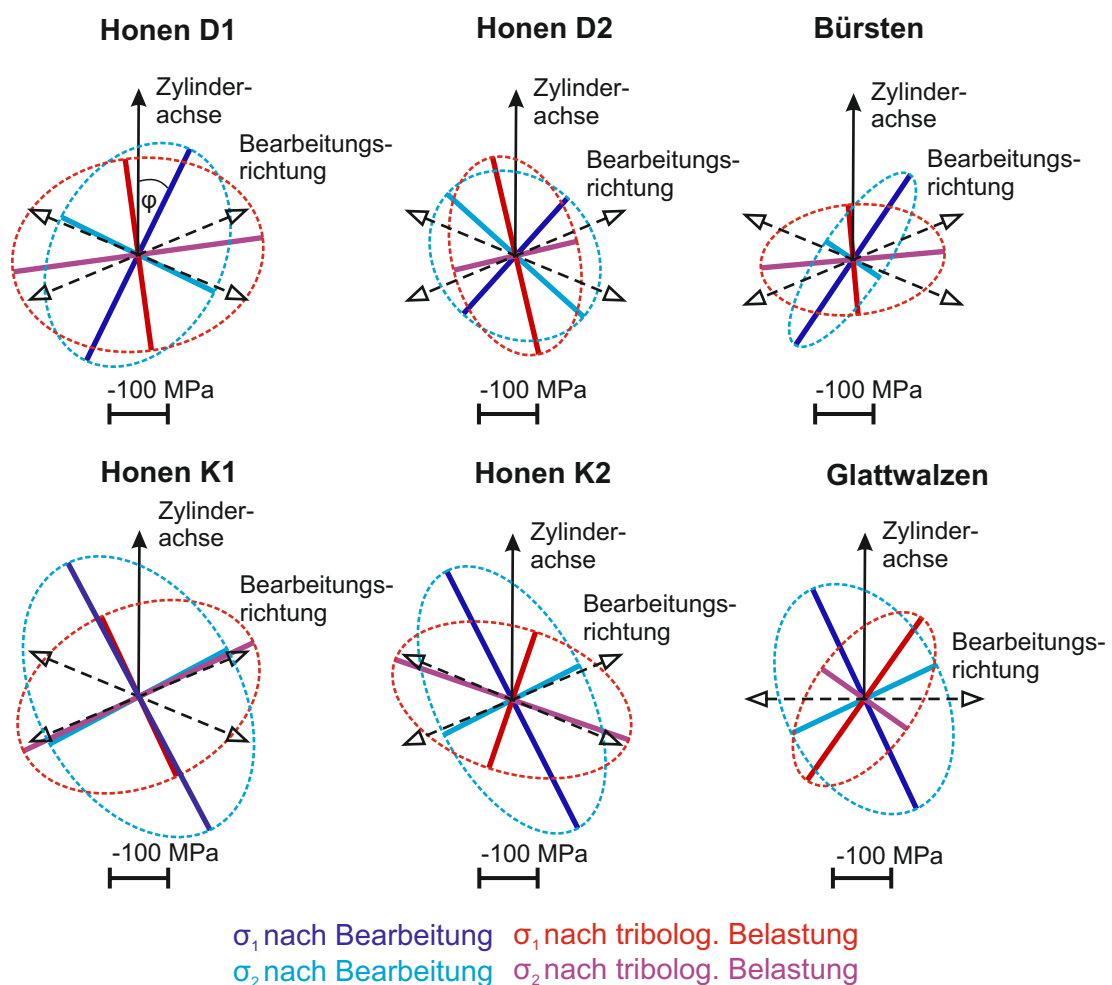 Honen D1
Zylinder-
achse
Bearbeitungs-
richtung
φ
-100 MPa
Honen D2
Zylinder-
achse
Bearbeitungs-
richtung
-100 MPa
Bürsten
Zylinder-
achse
Bearbeitungs-
richtung
-100 MPa
Honen K1
Zylinder-
achse
Bearbeitungs-
richtung
-100 MPa
Honen K2
Zylinder-
achse
Bearbeitungs-
richtung
-100 MPa
Glattwalzen
Zylinder-
achse
Bearbeitungs-
richtung
-100 MPa
σ₁ nach Bearbeitung σ₁ nach tribolog. Belastung
σ₂ nach Bearbeitung σ₂ nach tribolog. Belastung